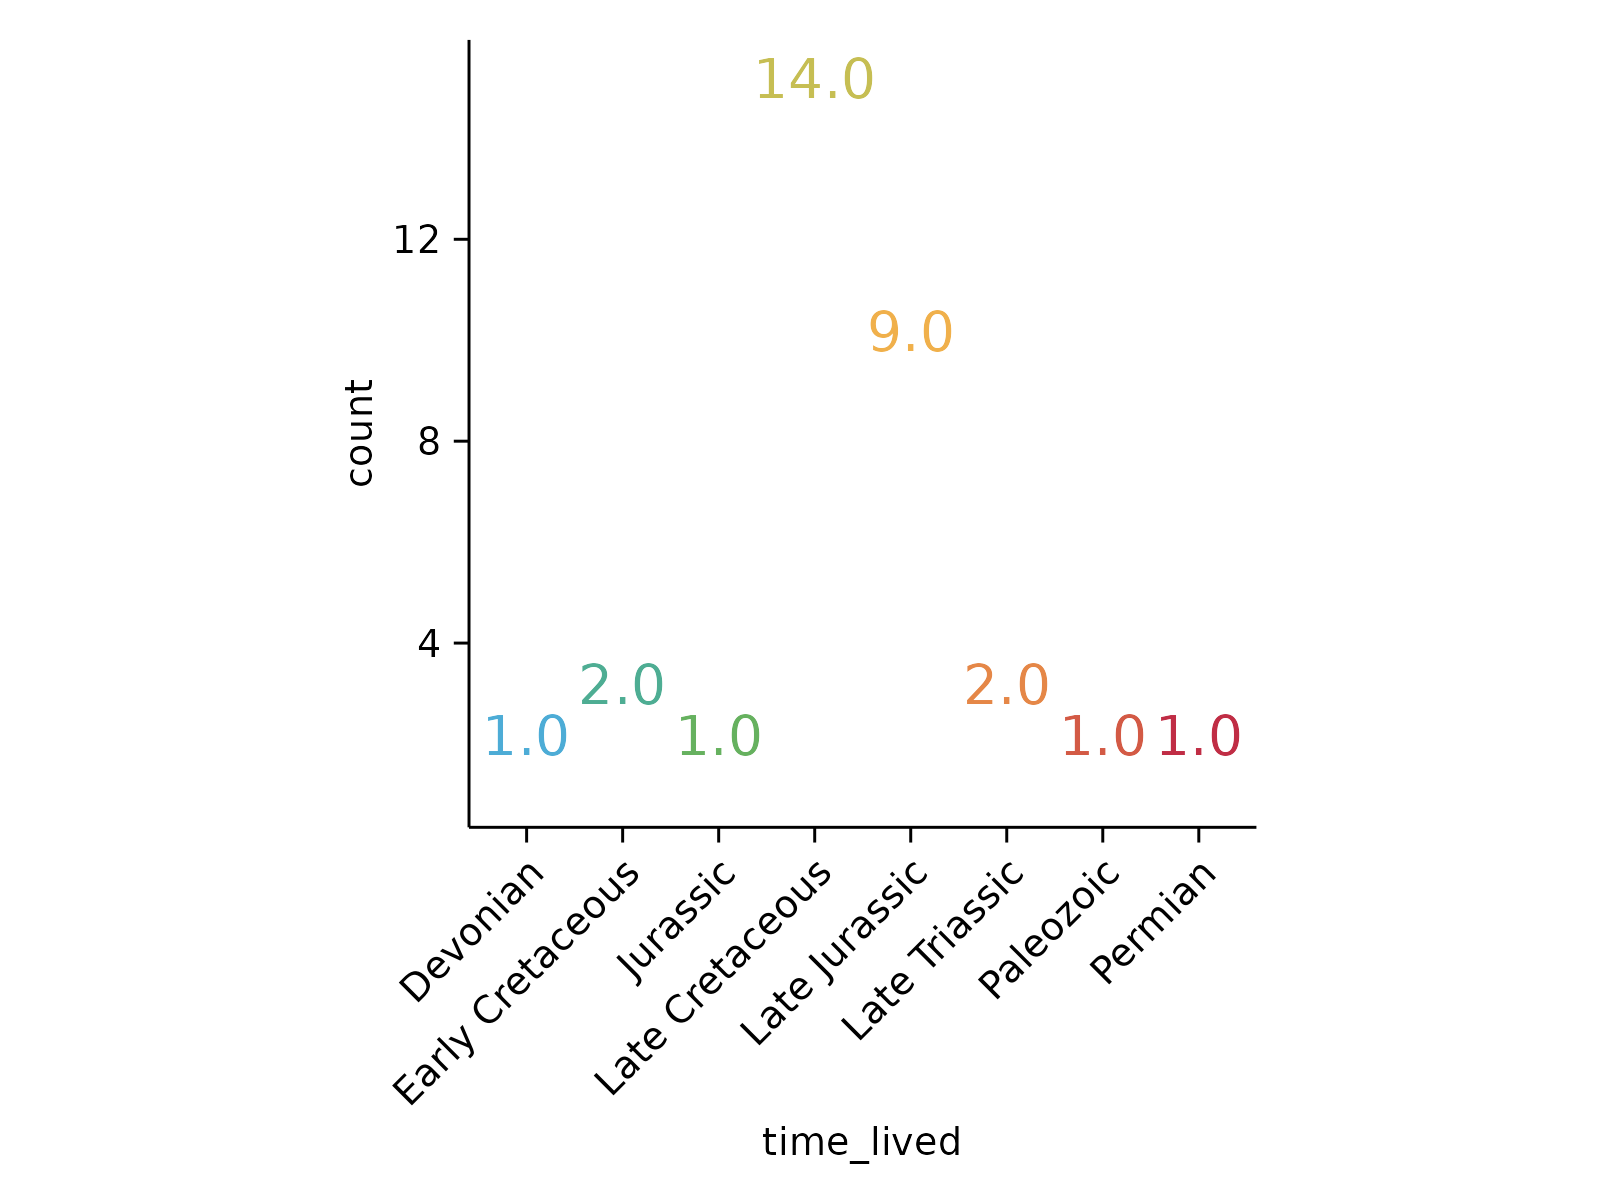 14.0
12
9.0
count
8
4
2.0
2.0
1.0
1.0
1.0
1.0
Devonian
Early Cretaceous
Jurassic
Late Cretaceous
Late Jurassic
Late Triassic
Paleozoic
Permian
time_lived